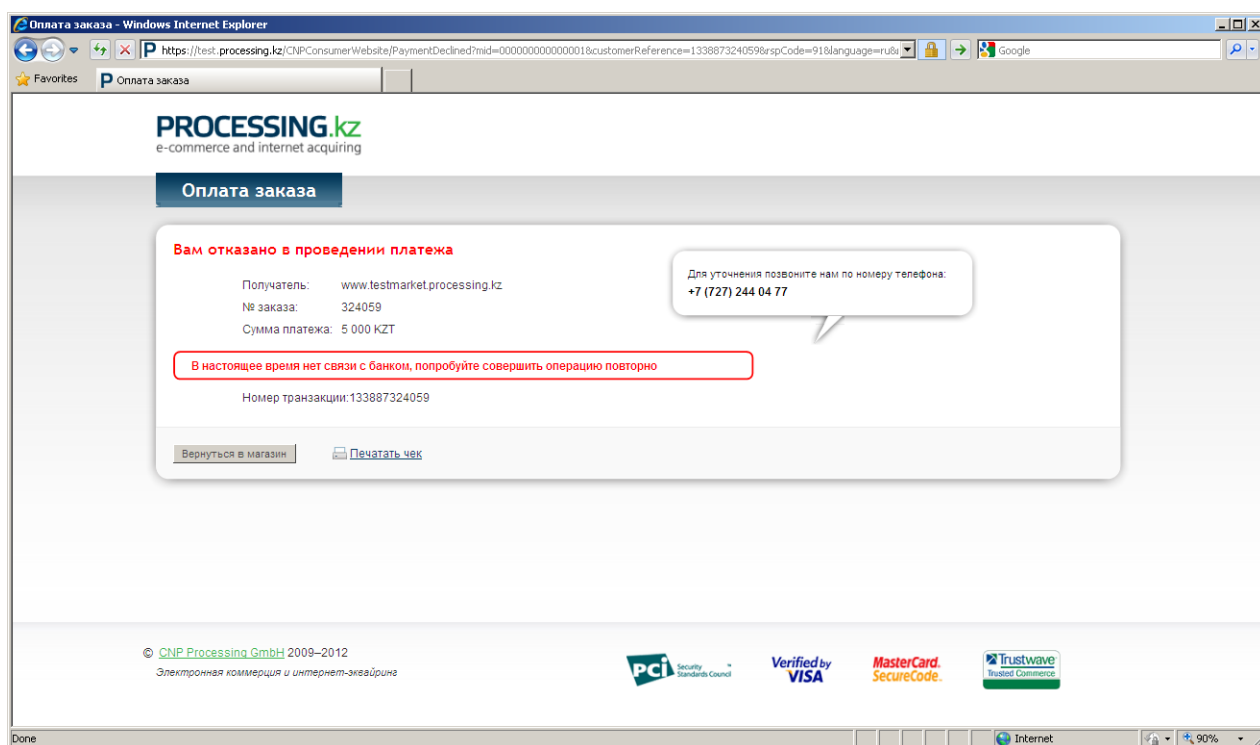 Оплата заказа - Windows Internet Explorer
https://test.processing.kz/CNPConsumerWebsite/PaymentDeclined?mid=000000000000001&customerReference=133887324059&rspCode=91&language=ru&
Google
Favorites
Оплата заказа
PROCESSING.kz
e-commerce and internet acquiring
Оплата заказа
Вам отказано в проведении платежа
Для уточнения позвоните нам по номеру телефона:
+7 (727) 244 04 77
Получатель: www.testmarket.processing.kz
№ заказа: 324059
Сумма платежа: 5 000 KZT
В настоящее время нет связи с банком, попробуйте совершить операцию повторно
Номер транзакции:133887324059
Вернуться в магазин
Печатать чек
© CNP Processing GmbH 2009–2012
Электронная коммерция и интернет-эквайринг
PCI Security Standards Council
Verified by VISA
MasterCard. SecureCode.
Trustwave Trusted Commerce
Done
Internet
90%